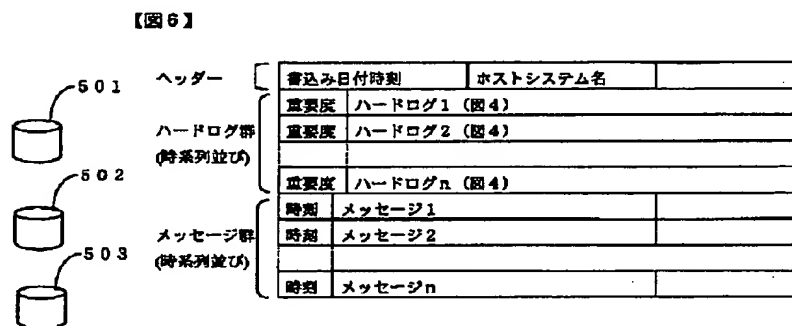 【図6】
501
ヘッダー
書込み日付時刻 ホストシステム名
重要度 ハードログ1(図4)
ハードログ群
重要度 ハードログ2(図4)
(時系列並び)
502
重要度 ハードログn(図4)
時刻 メッセージ1
メッセージ群
時刻 メッセージ2
503
(時系列並び)
時刻 メッセージn